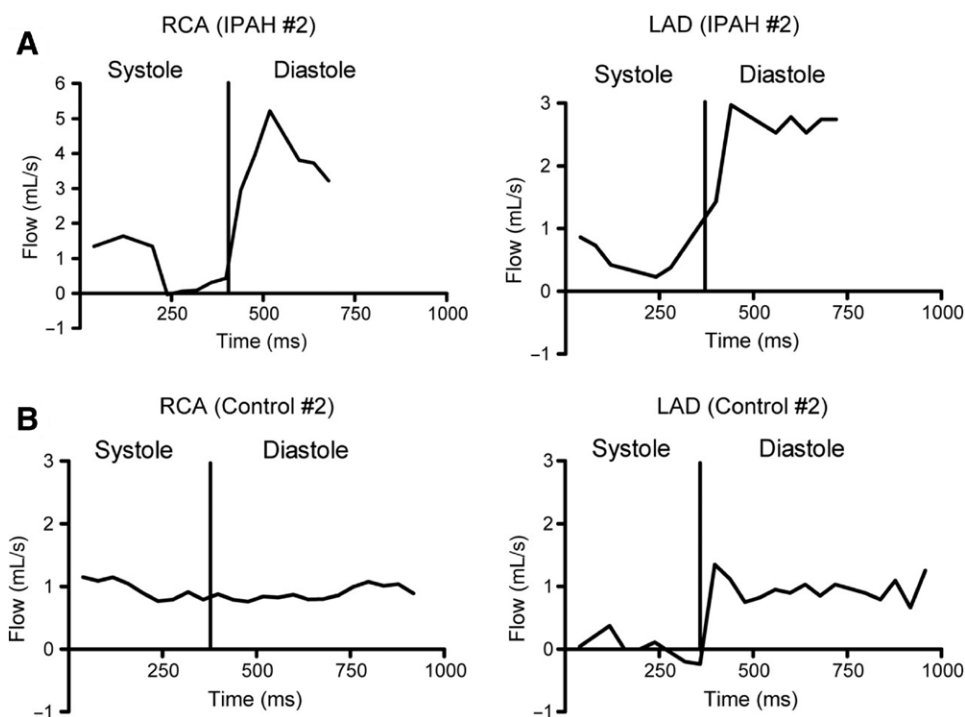 A
RCA (IPAH #2)
Systole
Diastole
6
5
4
3
2
1
0
–1
Flow (mL/s)
250
500
750
1000
Time (ms)
LAD (IPAH #2)
Systole
Diastole
3
2
1
0
–1
Flow (mL/s)
250
500
750
1000
Time (ms)
B
RCA (Control #2)
Systole
Diastole
3
2
1
0
–1
Flow (mL/s)
250
500
750
1000
Time (ms)
LAD (Control #2)
Systole
Diastole
3
2
1
0
–1
Flow (mL/s)
250
500
750
1000
Time (ms)